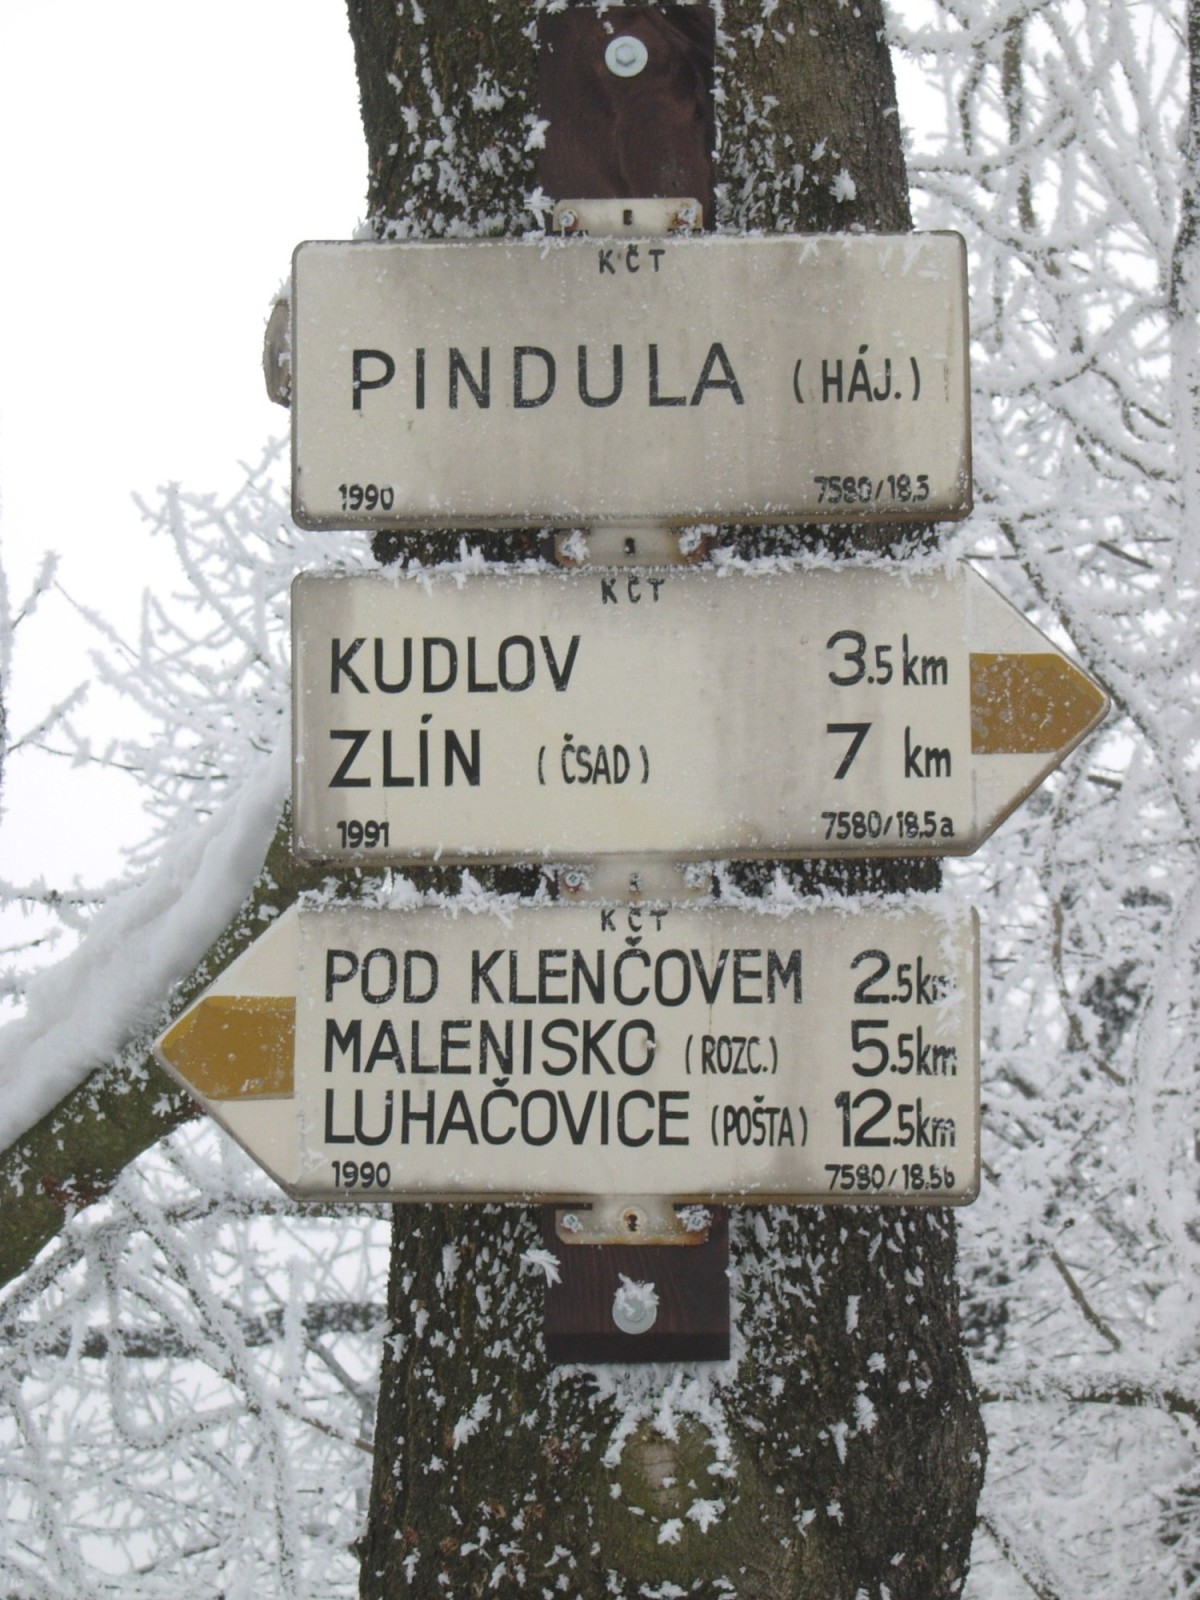 KČT
PINDULA (HÁJ.)
1990 7580/18,5
KČT
KUDLOV 3.5 km
ZLÍN (ČSAD) 7 km
1991 7580/18,5a
KČT
POD KLENČOVEM 2.5km
MALENISKO (ROZC.) 5.5km
LUHAČOVICE (POŠTA) 12.5km
1990 7580/18,5b